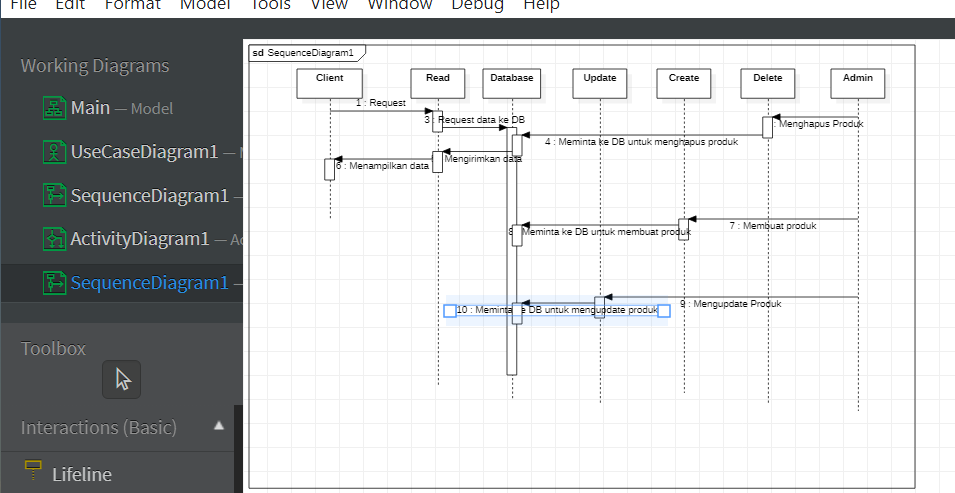 File Edit Format Model Tools View Window Debug Help
Working Diagrams
Main — Model
UseCaseDiagram1 —
SequenceDiagram1 —
ActivityDiagram1 — Ac
SequenceDiagram1 —
Toolbox
Interactions (Basic)
Lifeline
sd SequenceDiagram1
Client Read Database Update Create Delete Admin
1 : Request
3 : Request data ke DB
: Menghapus Produk
4 : Meminta ke DB untuk menghapus produk
Mengirimkan data
6 : Menampilkan data
7 : Membuat produk
8 Meminta ke DB untuk membuat produk
9 : Mengupdate Produk
10 : Meminta ke DB untuk mengupdate produk